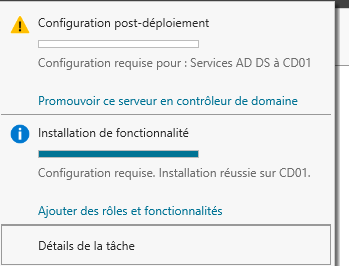 Configuration post-déploiement
Configuration requise pour : Services AD DS à CD01
Promouvoir ce serveur en contrôleur de domaine
Installation de fonctionnalité
Configuration requise. Installation réussie sur CD01.
Ajouter des rôles et fonctionnalités
Détails de la tâche